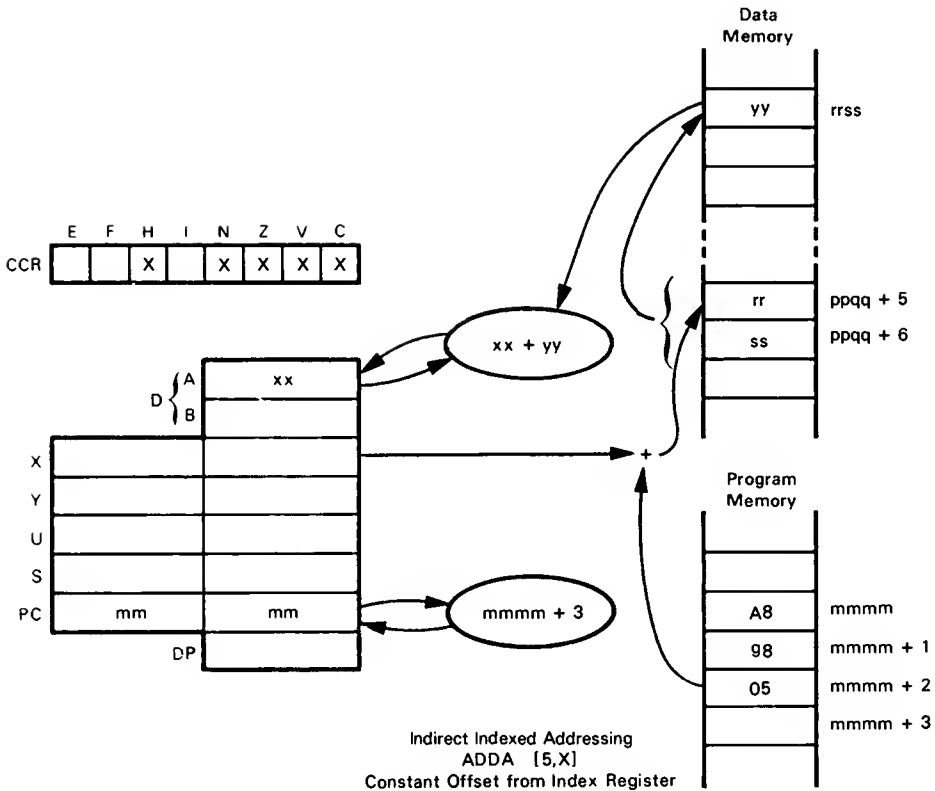 Data
Memory
yy rrss
E F H I N Z V C
CCR X X X X X
rr ppqq + 5
xx + yy
ss ppqq + 6
D { A xx
B
X +
Y
Program
Memory
U
S
PC mm mm mmmm + 3
A8 mmmm
DP
98 mmmm + 1
05 mmmm + 2
mmmm + 3
Indirect Indexed Addressing
ADDA [5,X]
Constant Offset from Index Register